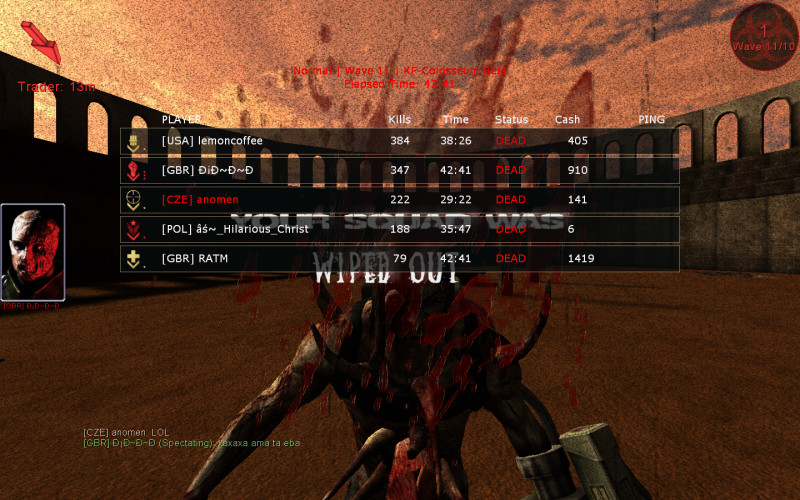 1
Wave 11/10
Trader: 13m
Normal | Wave 11 | KF-Colosseum-Beta
Elapsed Time: 42:41
PLAYER Kills Time Status Cash PING
[USA] lemoncoffee 384 38:26 DEAD 405
[GBR] Ð¡Ð~Ð~Ð 347 42:41 DEAD 910
[CZE] anomen 222 29:22 DEAD 141
YOUR SQUAD WAS
[POL] âś~_Hilarious_Christ 188 35:47 DEAD 6
[GBR] RATM 79 42:41 DEAD 1419
WIPED OUT
[GBR] Ð¡Ð~Ð~Ð
[CZE] anomen: LOL
[GBR] Ð¡Ð~Ð~Ð (Spectating): xaxaxa ama ta eba